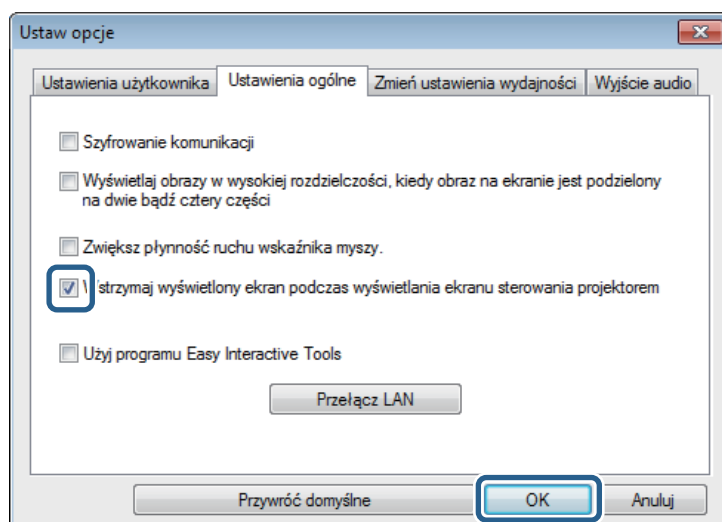 Ustaw opcje
Ustawienia użytkownika Ustawienia ogólne Zmień ustawienia wydajności Wyjście audio
Szyfrowanie komunikacji
Wyświetlaj obrazy w wysokiej rozdzielczości, kiedy obraz na ekranie jest podzielony
na dwie bądź cztery części
Zwiększ płynność ruchu wskaźnika myszy.
Wstrzymaj wyświetlony ekran podczas wyświetlania ekranu sterowania projektorem
Użyj programu Easy Interactive Tools
Przełącz LAN
Przywróć domyślne OK Anuluj